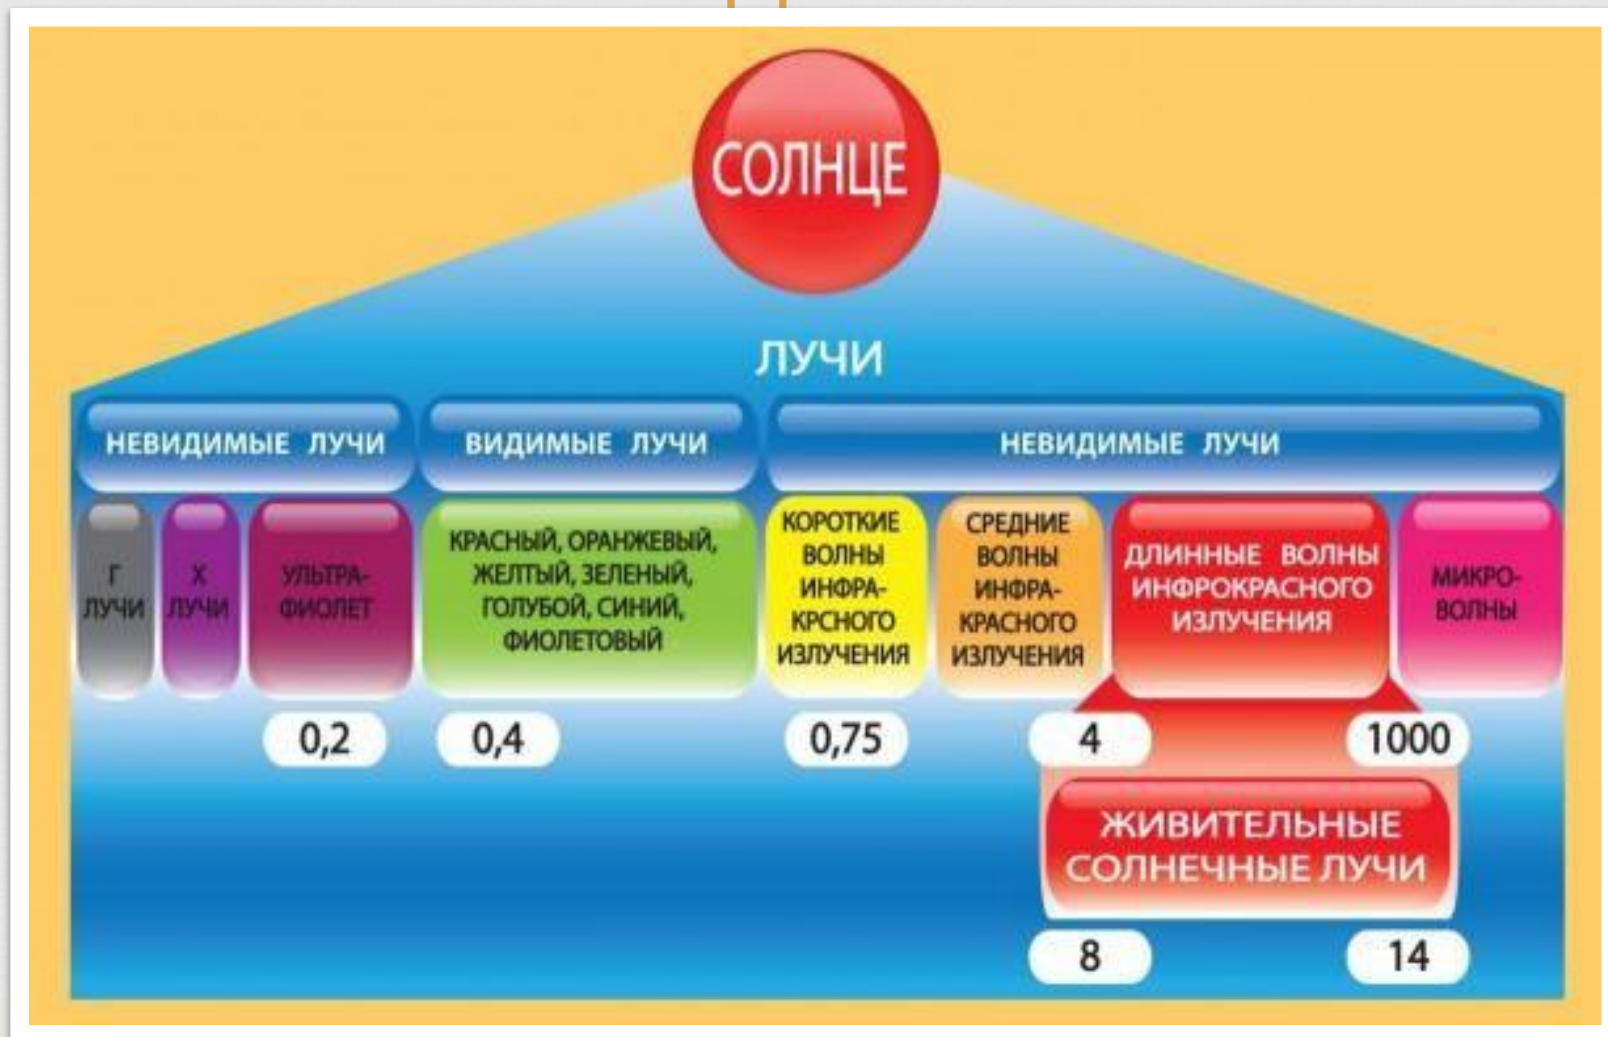 СОЛНЦЕ
ЛУЧИ
НЕВИДИМЫЕ ЛУЧИ
ВИДИМЫЕ ЛУЧИ
НЕВИДИМЫЕ ЛУЧИ
Г
ЛУЧИ
Х
ЛУЧИ
УЛЬТРА-
ФИОЛЕТ
КРАСНЫЙ, ОРАНЖЕВЫЙ,
ЖЕЛТЫЙ, ЗЕЛЕНЫЙ,
ГОЛУБОЙ, СИНИЙ,
ФИОЛЕТОВЫЙ
КОРОТКИЕ
ВОЛНЫ
ИНФРА-
КРСНОГО
ИЗЛУЧЕНИЯ
СРЕДНИЕ
ВОЛНЫ
ИНФРА-
КРАСНОГО
ИЗЛУЧЕНИЯ
ДЛИННЫЕ ВОЛНЫ
ИНФРОКРАСНОГО
ИЗЛУЧЕНИЯ
МИКРО-
ВОЛНЫ
0,2
0,4
0,75
4
1000
ЖИВИТЕЛЬНЫЕ
СОЛНЕЧНЫЕ ЛУЧИ
8
14